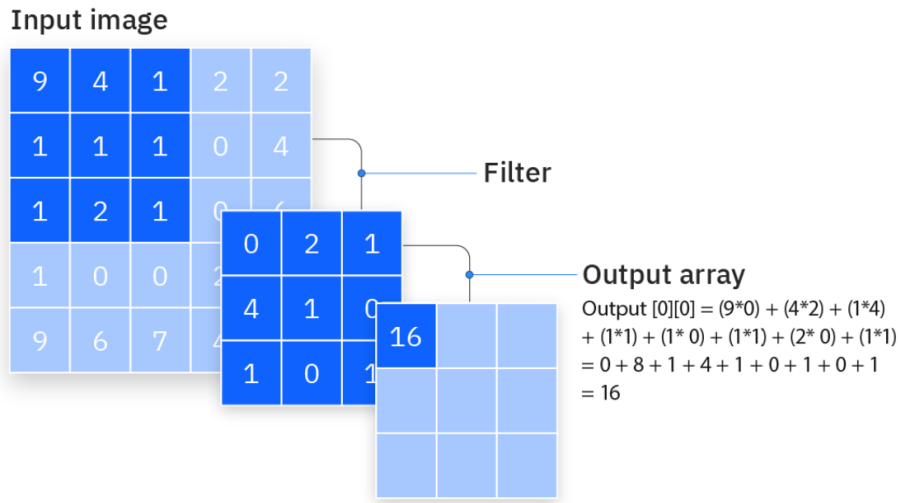 Input image
9 4 1 2 2
1 1 1 0 4
1 2 1 0
1 0 0 2
9 6 7 4
Filter
0 2 1
4 1 0
1 0 1
Output array
16
Output [0][0] = (9*0) + (4*2) + (1*4)
+ (1*1) + (1* 0) + (1*1) + (2* 0) + (1*1)
= 0 + 8 + 1 + 4 + 1 + 0 + 1 + 0 + 1
= 16